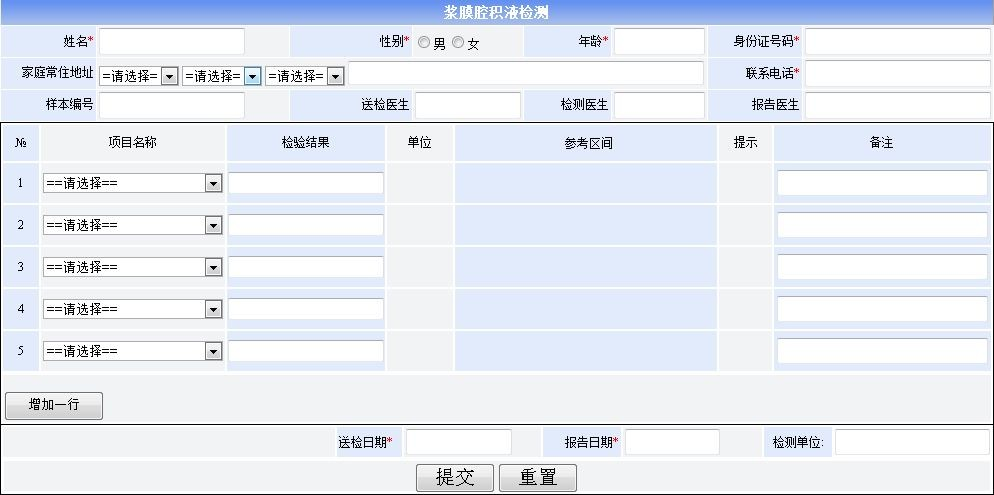 浆膜腔积液检测
姓名* 性别* 男 女 年龄* 身份证号码*
家庭常住地址 =请选择= =请选择= =请选择= 联系电话*
样本编号 送检医生 检测医生 报告医生
№ 项目名称 检验结果 单位 参考区间 提示 备注
1 ==请选择==
2 ==请选择==
3 ==请选择==
4 ==请选择==
5 ==请选择==
增加一行
送检日期* 报告日期* 检测单位:
提交 重置